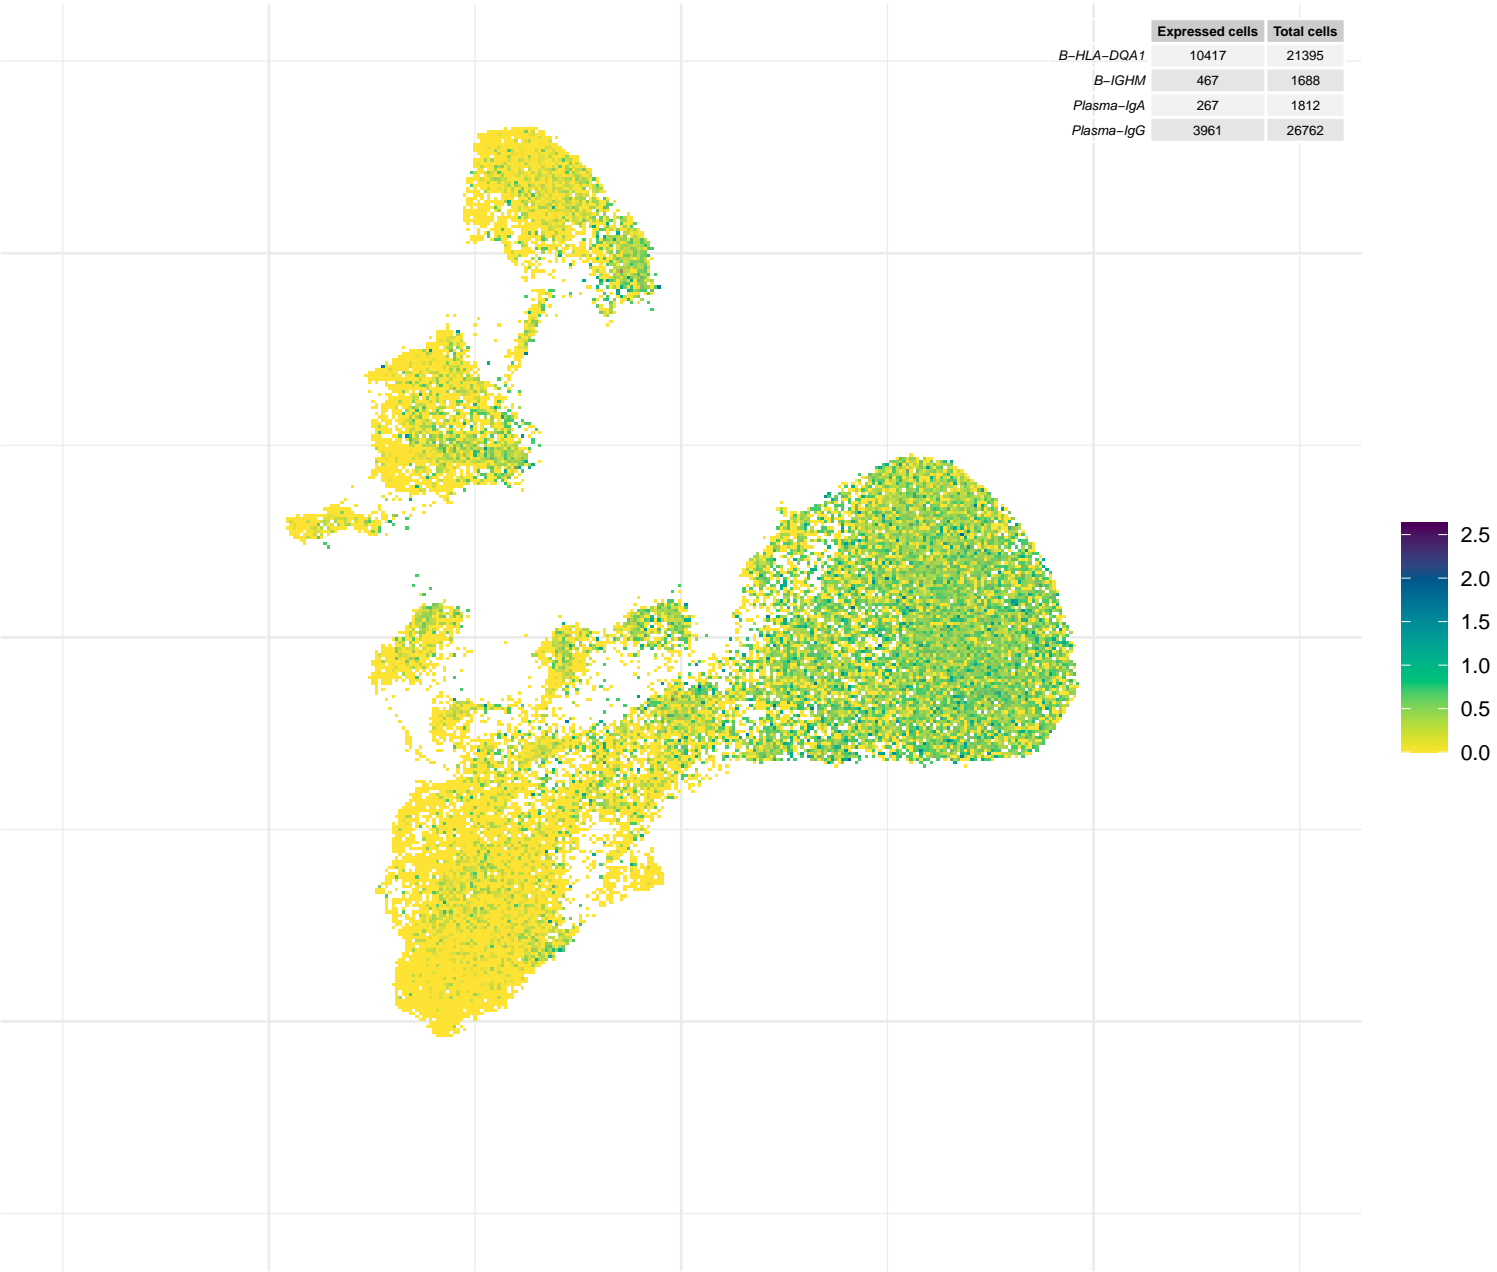 Expressed cells Total cells
B−HLA−DQA1 10417 21395
B−IGHM 467 1688
Plasma−IgA 267 1812
Plasma−IgG 3961 26762
2.5
2.0
1.5
1.0
0.5
0.0